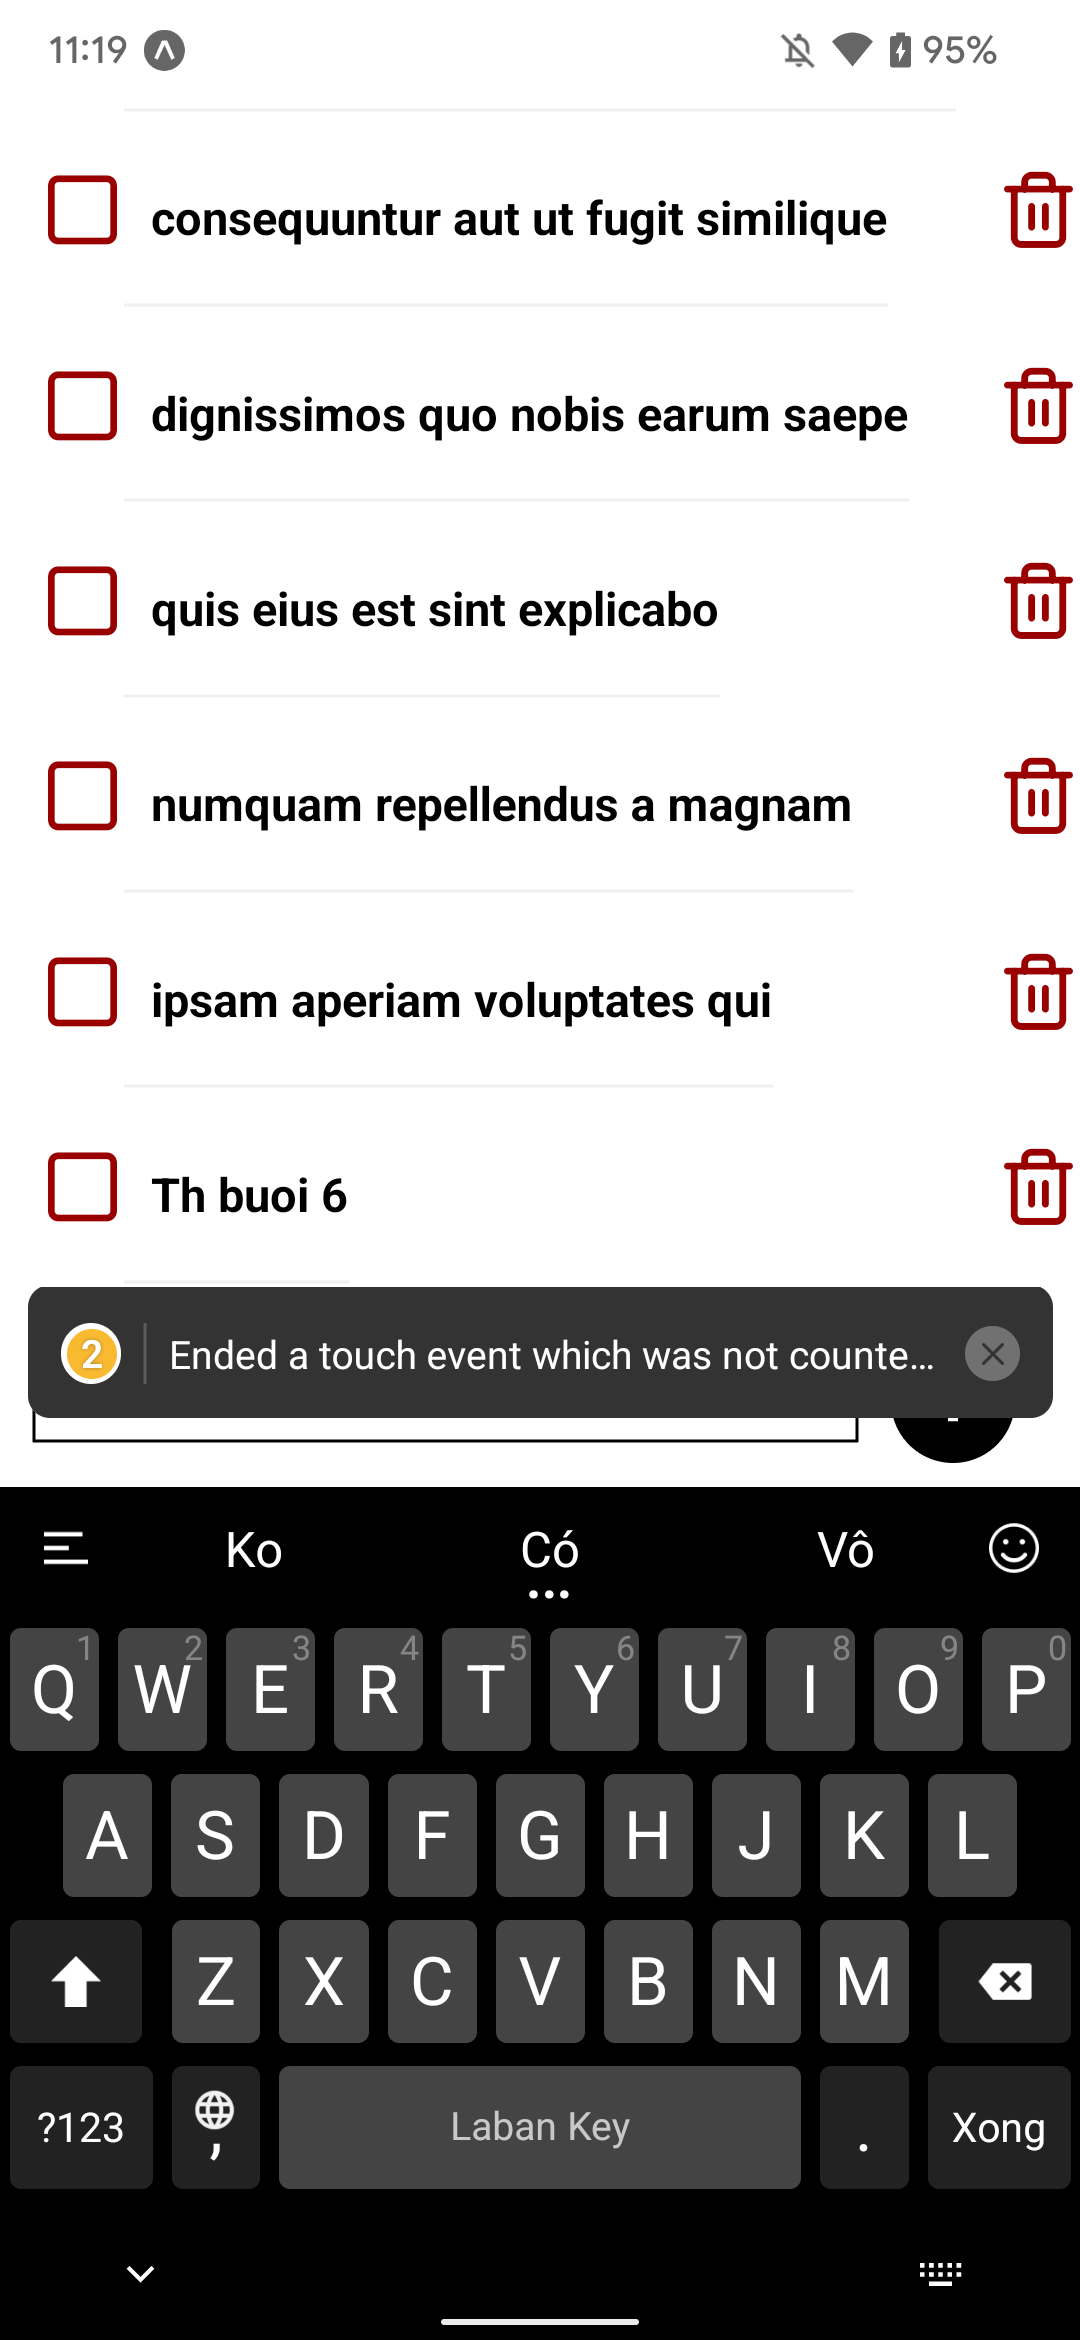 11:19 95%
consequuntur aut ut fugit similique
dignissimos quo nobis earum saepe
quis eius est sint explicabo
numquam repellendus a magnam
ipsam aperiam voluptates qui
Th buoi 6
2 Ended a touch event which was not counte...
Ko Có Vô
1 2 3 4 5 6 7 8 9 0
Q W E R T Y U I O P
A S D F G H J K L
Z X C V B N M
?123 , Laban Key . Xong